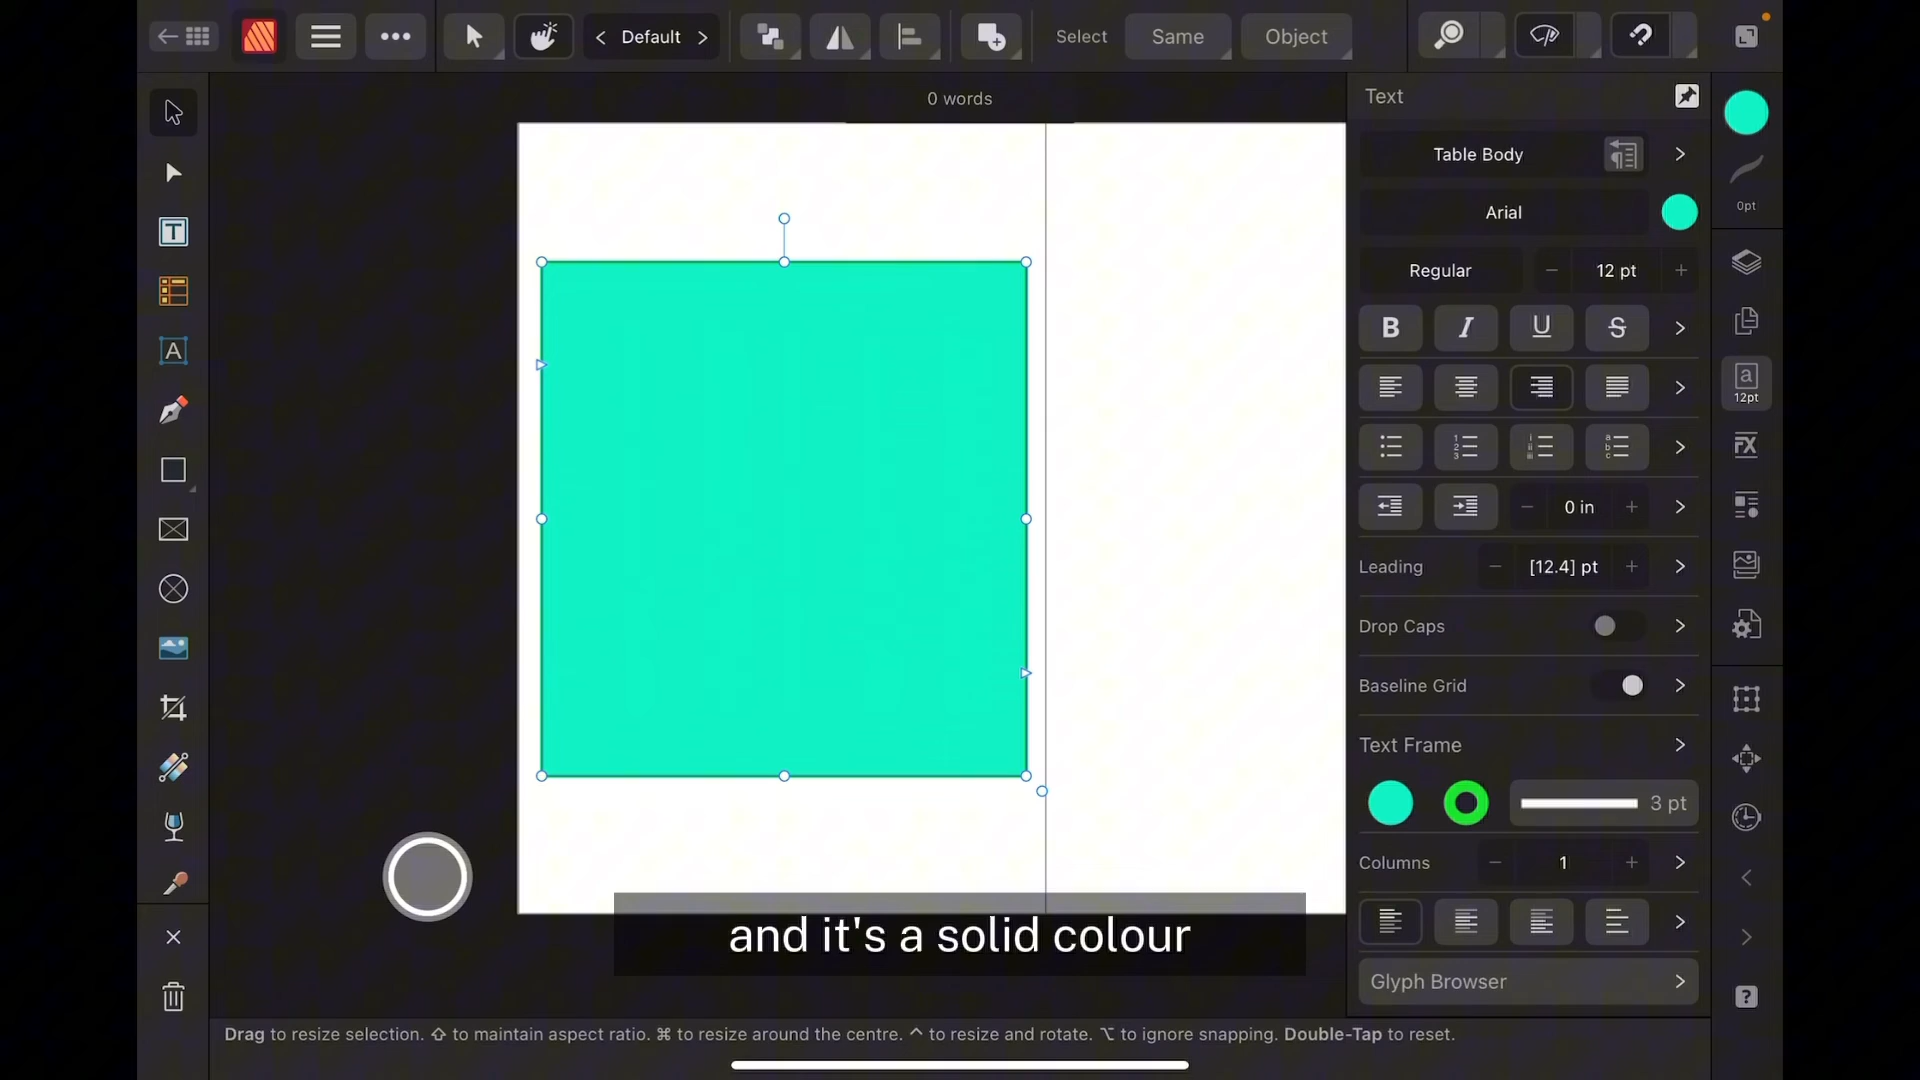 Default
Select
Same
Object
0 words
Text
Table Body
Arial
0pt
Regular
12 pt
B I U S
a
12pt
FX
0 in
Leading
[12.4] pt
Drop Caps
Baseline Grid
Text Frame
3 pt
Columns
1
and it's a solid colour
Glyph Browser
Drag to resize selection. ⇧ to maintain aspect ratio. ⌘ to resize around the centre. ^ to resize and rotate. ⌥ to ignore snapping. Double-Tap to reset.